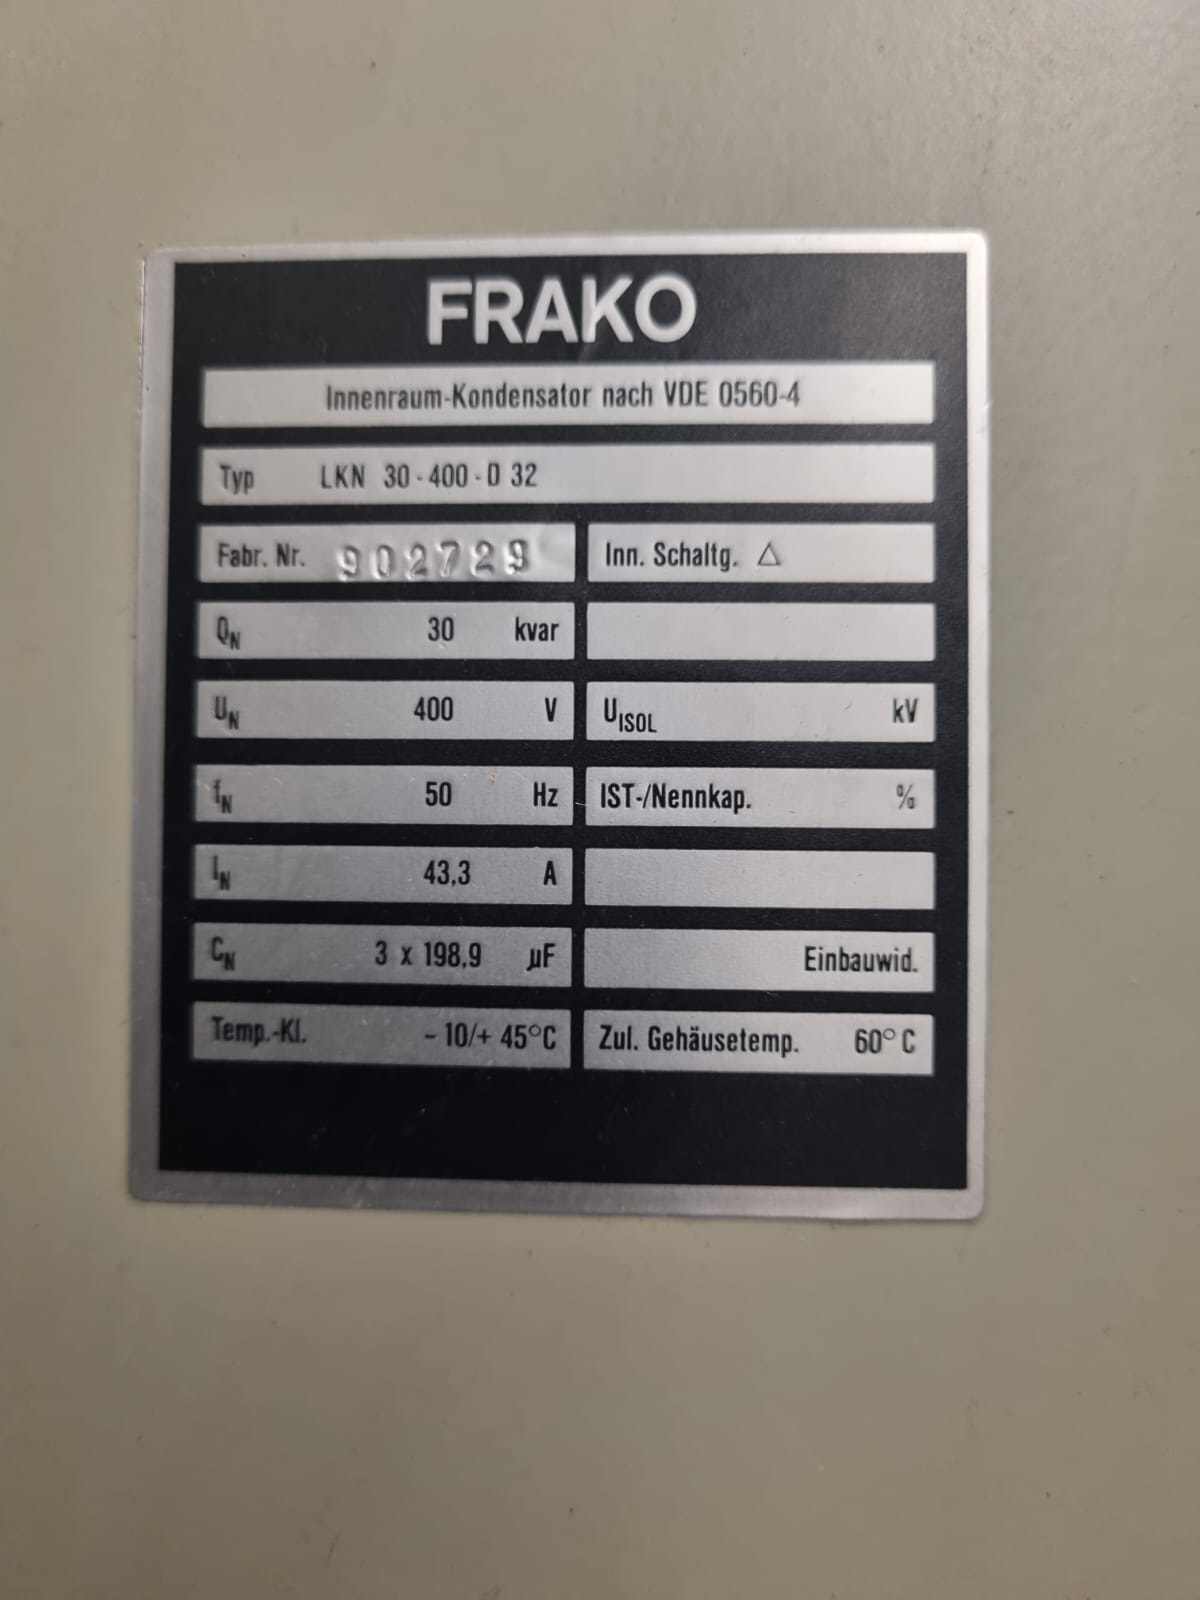 FRAKO
Innenraum-Kondensator nach VDE 0560-4
Typ LKN 30-400-D 32
Fabr. Nr. 902729 Inn. Schaltg. △
QN 30 kvar
UN 400 V UISOL kV
fN 50 Hz IST-/Nennkap. %
IN 43,3 A
CN 3 x 198,9 µF Einbauwid.
Temp.-Kl. - 10/+ 45°C Zul. Gehäusetemp. 60°C